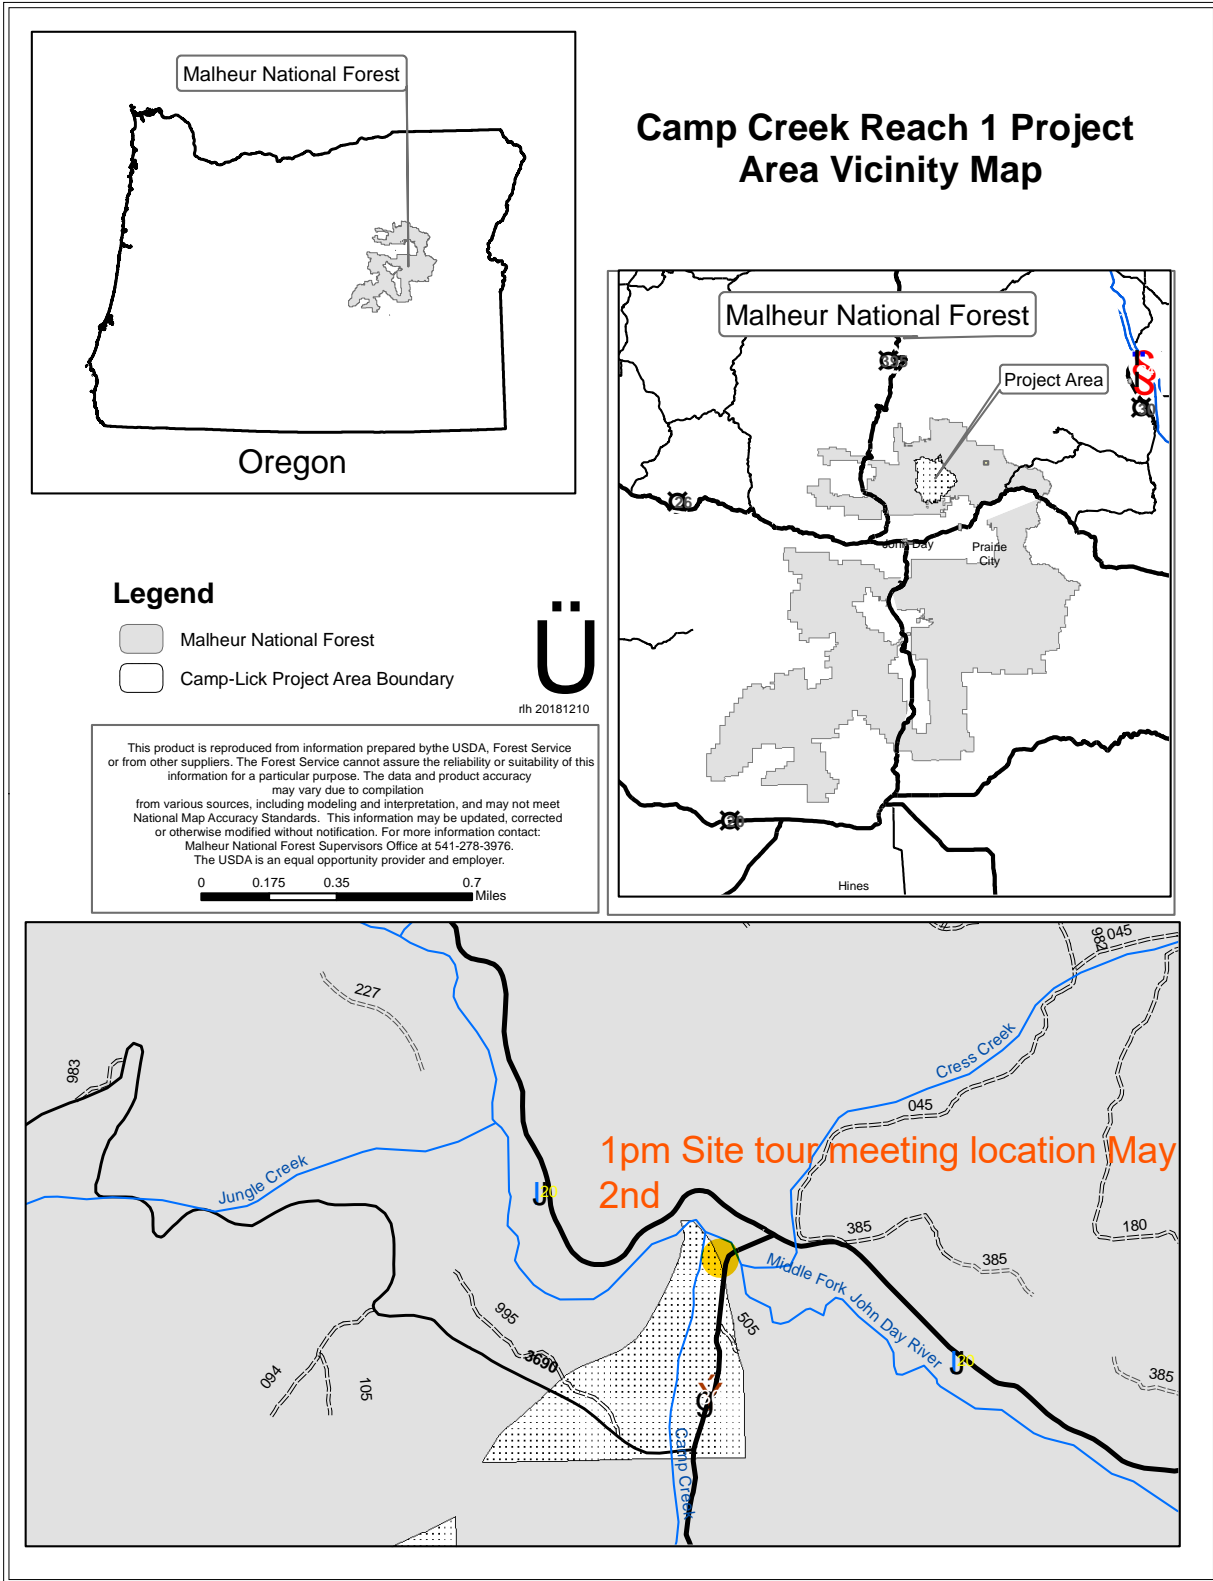 Malheur National Forest
Oregon
Camp Creek Reach 1 Project
Area Vicinity Map
Malheur National Forest
Project Area
395
30
26
John Day
Prairie
City
20
Hines
Legend
Malheur National Forest
Camp-Lick Project Area Boundary
Ü
rlh 20181210
This product is reproduced from information prepared bythe USDA, Forest Service
or from other suppliers. The Forest Service cannot assure the reliability or suitability of this
information for a particular purpose. The data and product accuracy
may vary due to compilation
from various sources, including modeling and interpretation, and may not meet
National Map Accuracy Standards. This information may be updated, corrected
or otherwise modified without notification. For more information contact:
Malheur National Forest Supervisors Office at 541-278-3976.
The USDA is an equal opportunity provider and employer.
0 0.175 0.35 0.7
Miles
982
045
227
983
Cress Creek
045
1pm Site tour meeting location May
2nd
Jungle Creek
20
385
180
385
Middle Fork John Day River
995
505
3690
20
094
105
385
Camp Creek